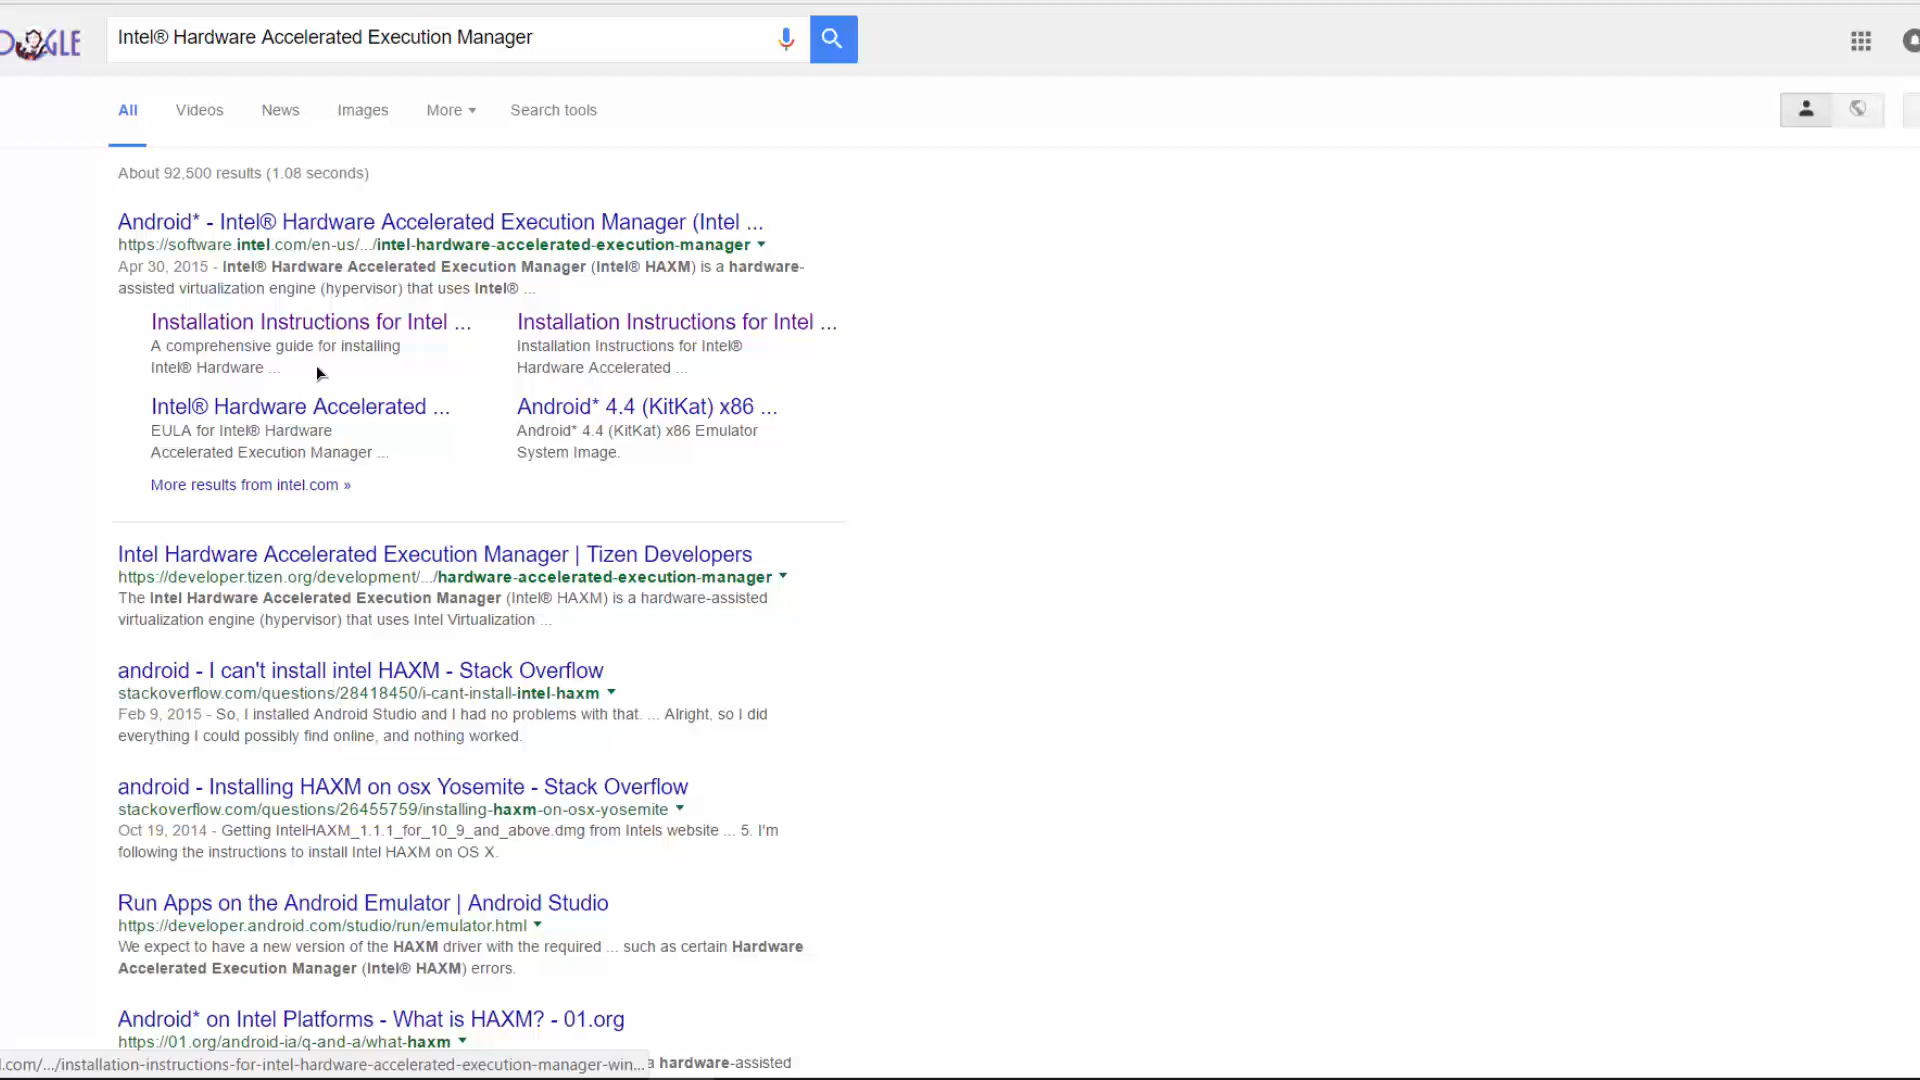 Intel® Hardware Accelerated Execution Manager
All Videos News Images More Search tools
About 92,500 results (1.08 seconds)
Android* - Intel® Hardware Accelerated Execution Manager (Intel ...
https://software.intel.com/en-us/.../intel-hardware-accelerated-execution-manager
Apr 30, 2015 - Intel® Hardware Accelerated Execution Manager (Intel® HAXM) is a hardware-
assisted virtualization engine (hypervisor) that uses Intel® ...
Installation Instructions for Intel ...
A comprehensive guide for installing
Intel® Hardware ...
Installation Instructions for Intel ...
Installation Instructions for Intel®
Hardware Accelerated ...
Intel® Hardware Accelerated ...
EULA for Intel® Hardware
Accelerated Execution Manager ...
Android* 4.4 (KitKat) x86 ...
Android* 4.4 (KitKat) x86 Emulator
System Image.
More results from intel.com »
Intel Hardware Accelerated Execution Manager | Tizen Developers
https://developer.tizen.org/development/.../hardware-accelerated-execution-manager
The Intel Hardware Accelerated Execution Manager (Intel® HAXM) is a hardware-assisted
virtualization engine (hypervisor) that uses Intel Virtualization ...
android - I can't install intel HAXM - Stack Overflow
stackoverflow.com/questions/28418450/i-cant-install-intel-haxm
Feb 9, 2015 - So, I installed Android Studio and I had no problems with that. ... Alright, so I did
everything I could possibly find online, and nothing worked.
android - Installing HAXM on osx Yosemite - Stack Overflow
stackoverflow.com/questions/26455759/installing-haxm-on-osx-yosemite
Oct 19, 2014 - Getting IntelHAXM_1.1.1_for_10_9_and_above.dmg from Intels website ... 5. I'm
following the instructions to install Intel HAXM on OS X.
Run Apps on the Android Emulator | Android Studio
https://developer.android.com/studio/run/emulator.html
We expect to have a new version of the HAXM driver with the required ... such as certain Hardware
Accelerated Execution Manager (Intel® HAXM) errors.
Android* on Intel Platforms - What is HAXM? - 01.org
https://01.org/android-ia/q-and-a/what-haxm
l.com/.../installation-instructions-for-intel-hardware-accelerated-execution-manager-win... a hardware-assisted